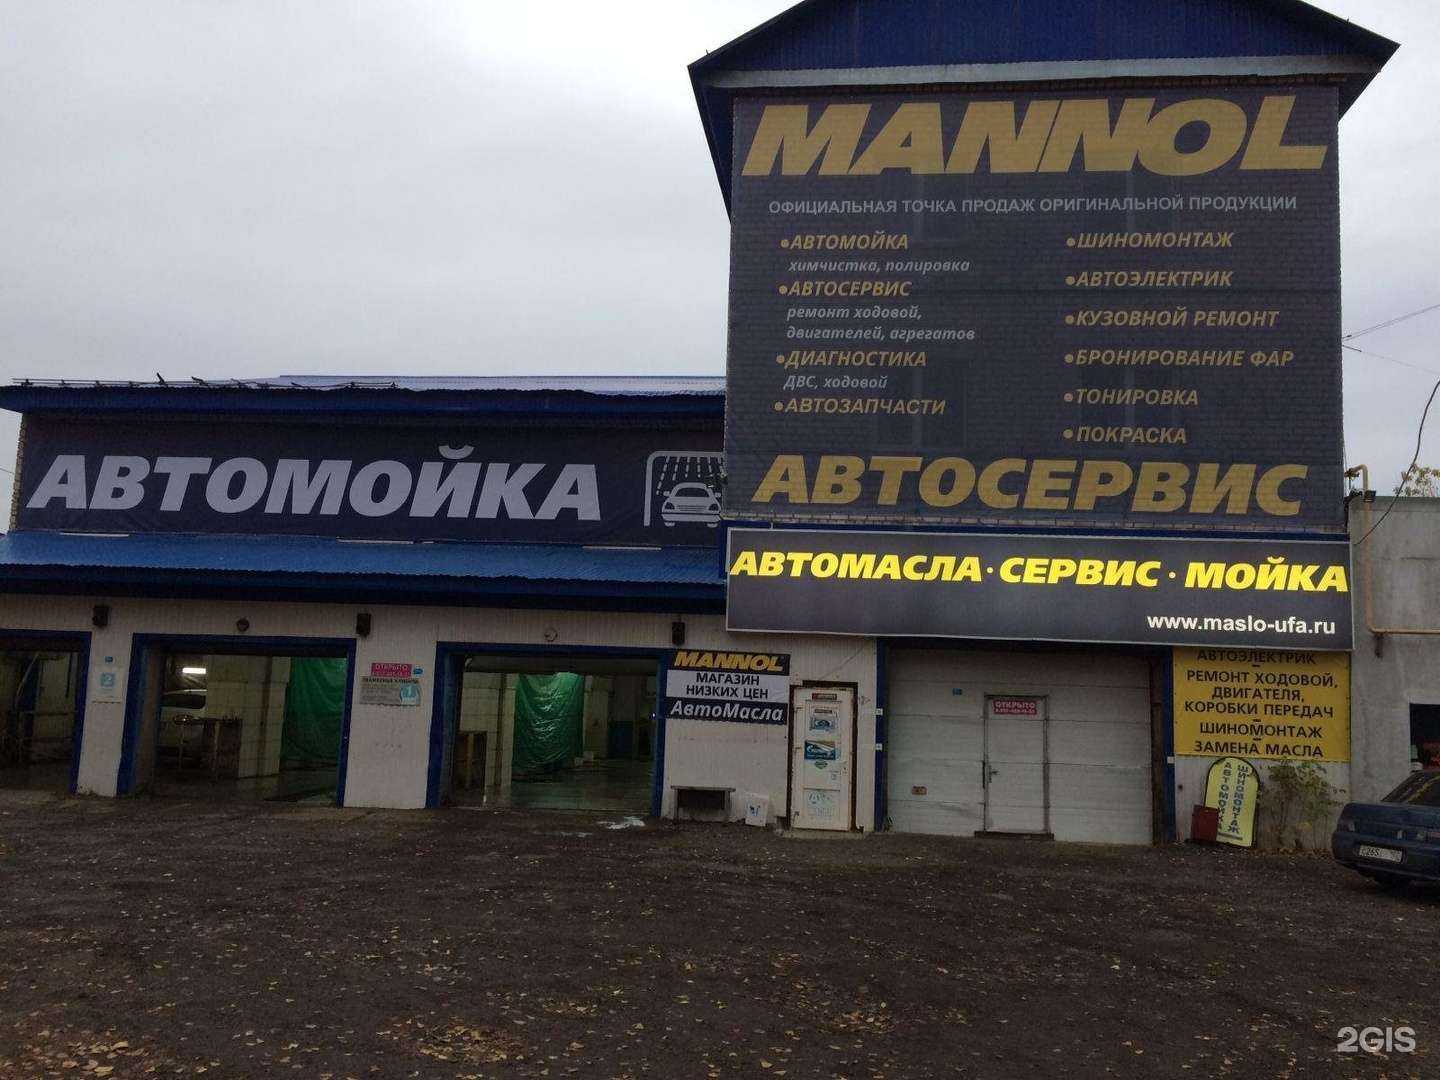 MANNOL
ОФИЦИАЛЬНАЯ ТОЧКА ПРОДАЖ ОРИГИНАЛЬНОЙ ПРОДУКЦИИ
•АВТОМОЙКА
химчистка, полировка
•АВТОСЕРВИС
ремонт ходовой,
двигателей, агрегатов
•ДИАГНОСТИКА
ДВС, ходовой
•АВТОЗАПЧАСТИ
•ШИНОМОНТАЖ
•АВТОЭЛЕКТРИК
•КУЗОВНОЙ РЕМОНТ
•БРОНИРОВАНИЕ ФАР
•ТОНИРОВКА
•ПОКРАСКА
АВТОСЕРВИС
АВТОМОЙКА
АВТОМАСЛА · СЕРВИС · МОЙКА
www.maslo-ufa.ru
2
ОТКРЫТО
1
MANNOL
МАГАЗИН
НИЗКИХ ЦЕН
АвтоМасла
ОТКРЫТО
АВТОЭЛЕКТРИК
–
РЕМОНТ ХОДОВОЙ,
ДВИГАТЕЛЯ,
КОРОБКИ ПЕРЕДАЧ
–
ШИНОМОНТАЖ
–
ЗАМЕНА МАСЛА
АВТОМОЙКА
ШИНОМОНТАЖ
2GIS